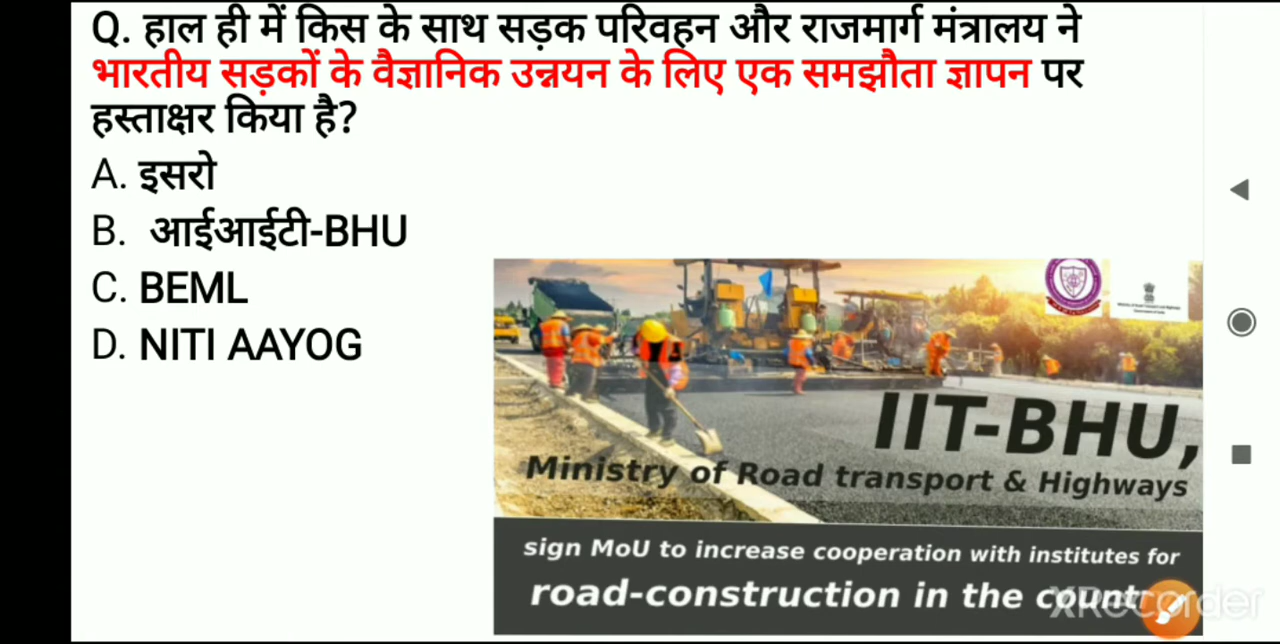 Q. हाल ही में किस के साथ सड़क परिवहन और राजमार्ग मंत्रालय ने
भारतीय सड़कों के वैज्ञानिक उन्नयन के लिए एक समझौता ज्ञापन पर
हस्ताक्षर किया है?
A. इसरो
B. आईआईटी-BHU
C. BEML
D. NITI AAYOG
IIT-BHU,
Ministry of Road transport & Highways
sign MoU to increase cooperation with institutes for
road-construction in the count
XRecorder